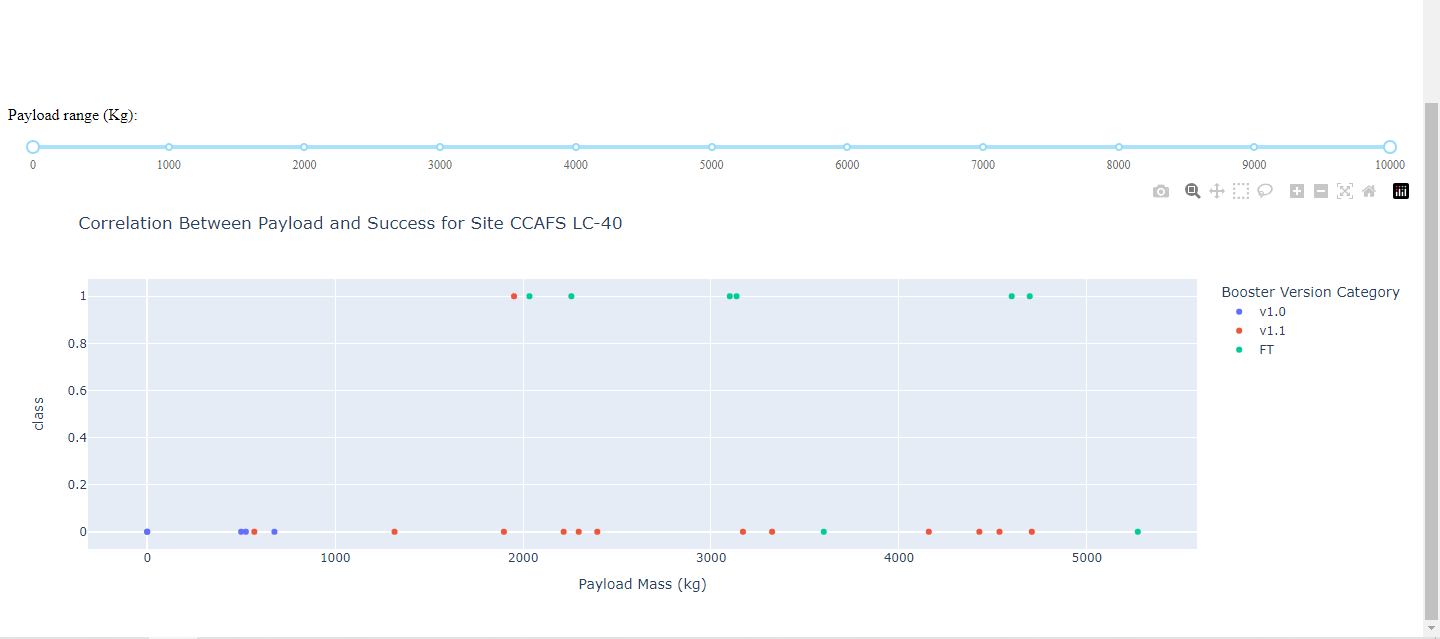 Payload range (Kg):
0 1000 2000 3000 4000 5000 6000 7000 8000 9000 10000
Correlation Between Payload and Success for Site CCAFS LC-40
Booster Version Category
v1.0
v1.1
FT
1
0.8
0.6
0.4
0.2
0
class
0 1000 2000 3000 4000 5000
Payload Mass (kg)